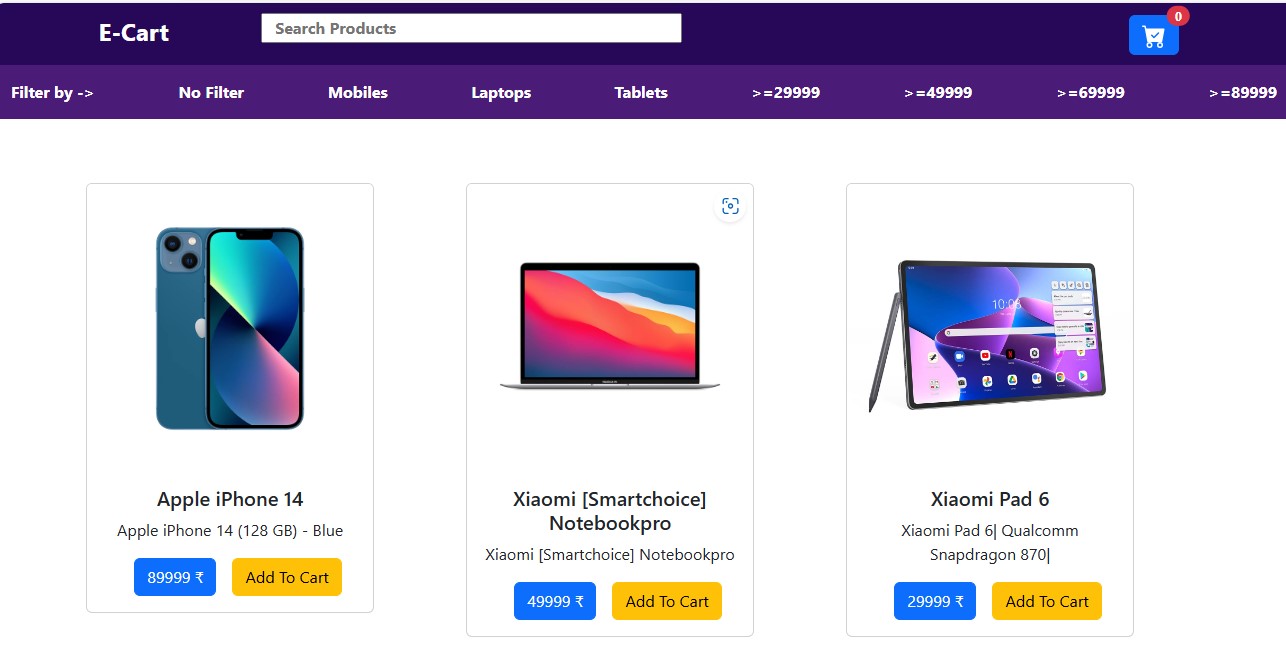 E-Cart
Search Products
0
Filter by -> No Filter Mobiles Laptops Tablets >=29999 >=49999 >=69999 >=89999
10:08
Apple iPhone 14
Apple iPhone 14 (128 GB) - Blue
89999 ₹ Add To Cart
Xiaomi [Smartchoice]
Notebookpro
Xiaomi [Smartchoice] Notebookpro
49999 ₹ Add To Cart
Xiaomi Pad 6
Xiaomi Pad 6| Qualcomm
Snapdragon 870|
29999 ₹ Add To Cart